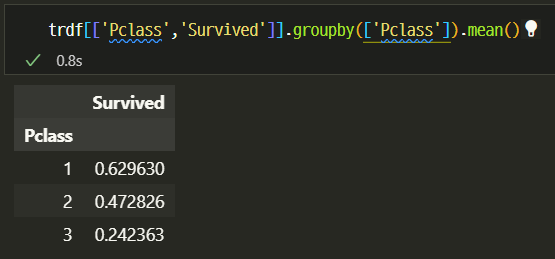 trdf[['Pclass','Survived']].groupby(['Pclass']).mean()
0.8s
Survived
Pclass
1 0.629630
2 0.472826
3 0.242363